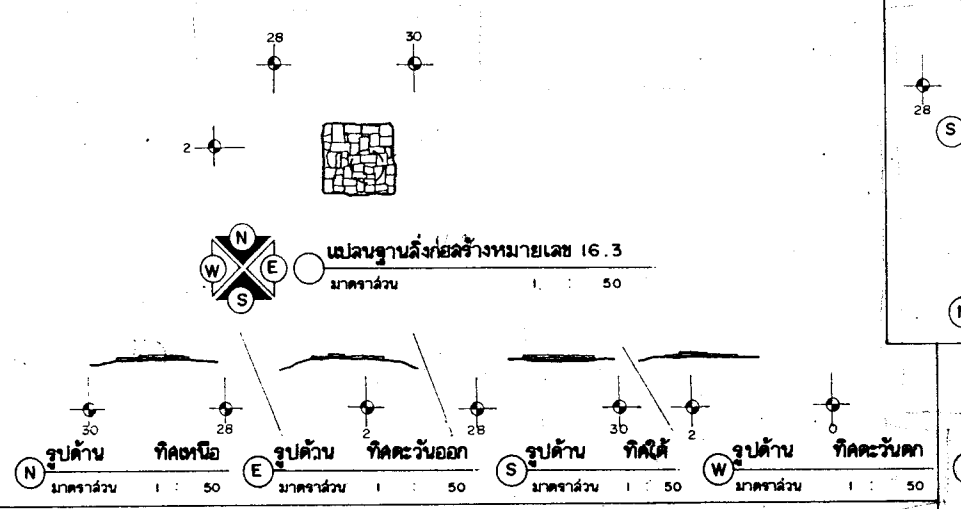 28 30
28
2
S
N
W E
S
แปลนฐานสิ่งก่อสร้างหมายเลข 16.3
มาตราส่วน 1 : 50
30 28 2 28 30 2 0
N รูปด้าน ทิศเหนือ
มาตราส่วน 1 : 50
E รูปด้าน ทิศตะวันออก
มาตราส่วน 1 : 50
S รูปด้าน ทิศใต้
มาตราส่วน 1 : 50
W รูปด้าน ทิศตะวันตก
มาตราส่วน 1 : 50